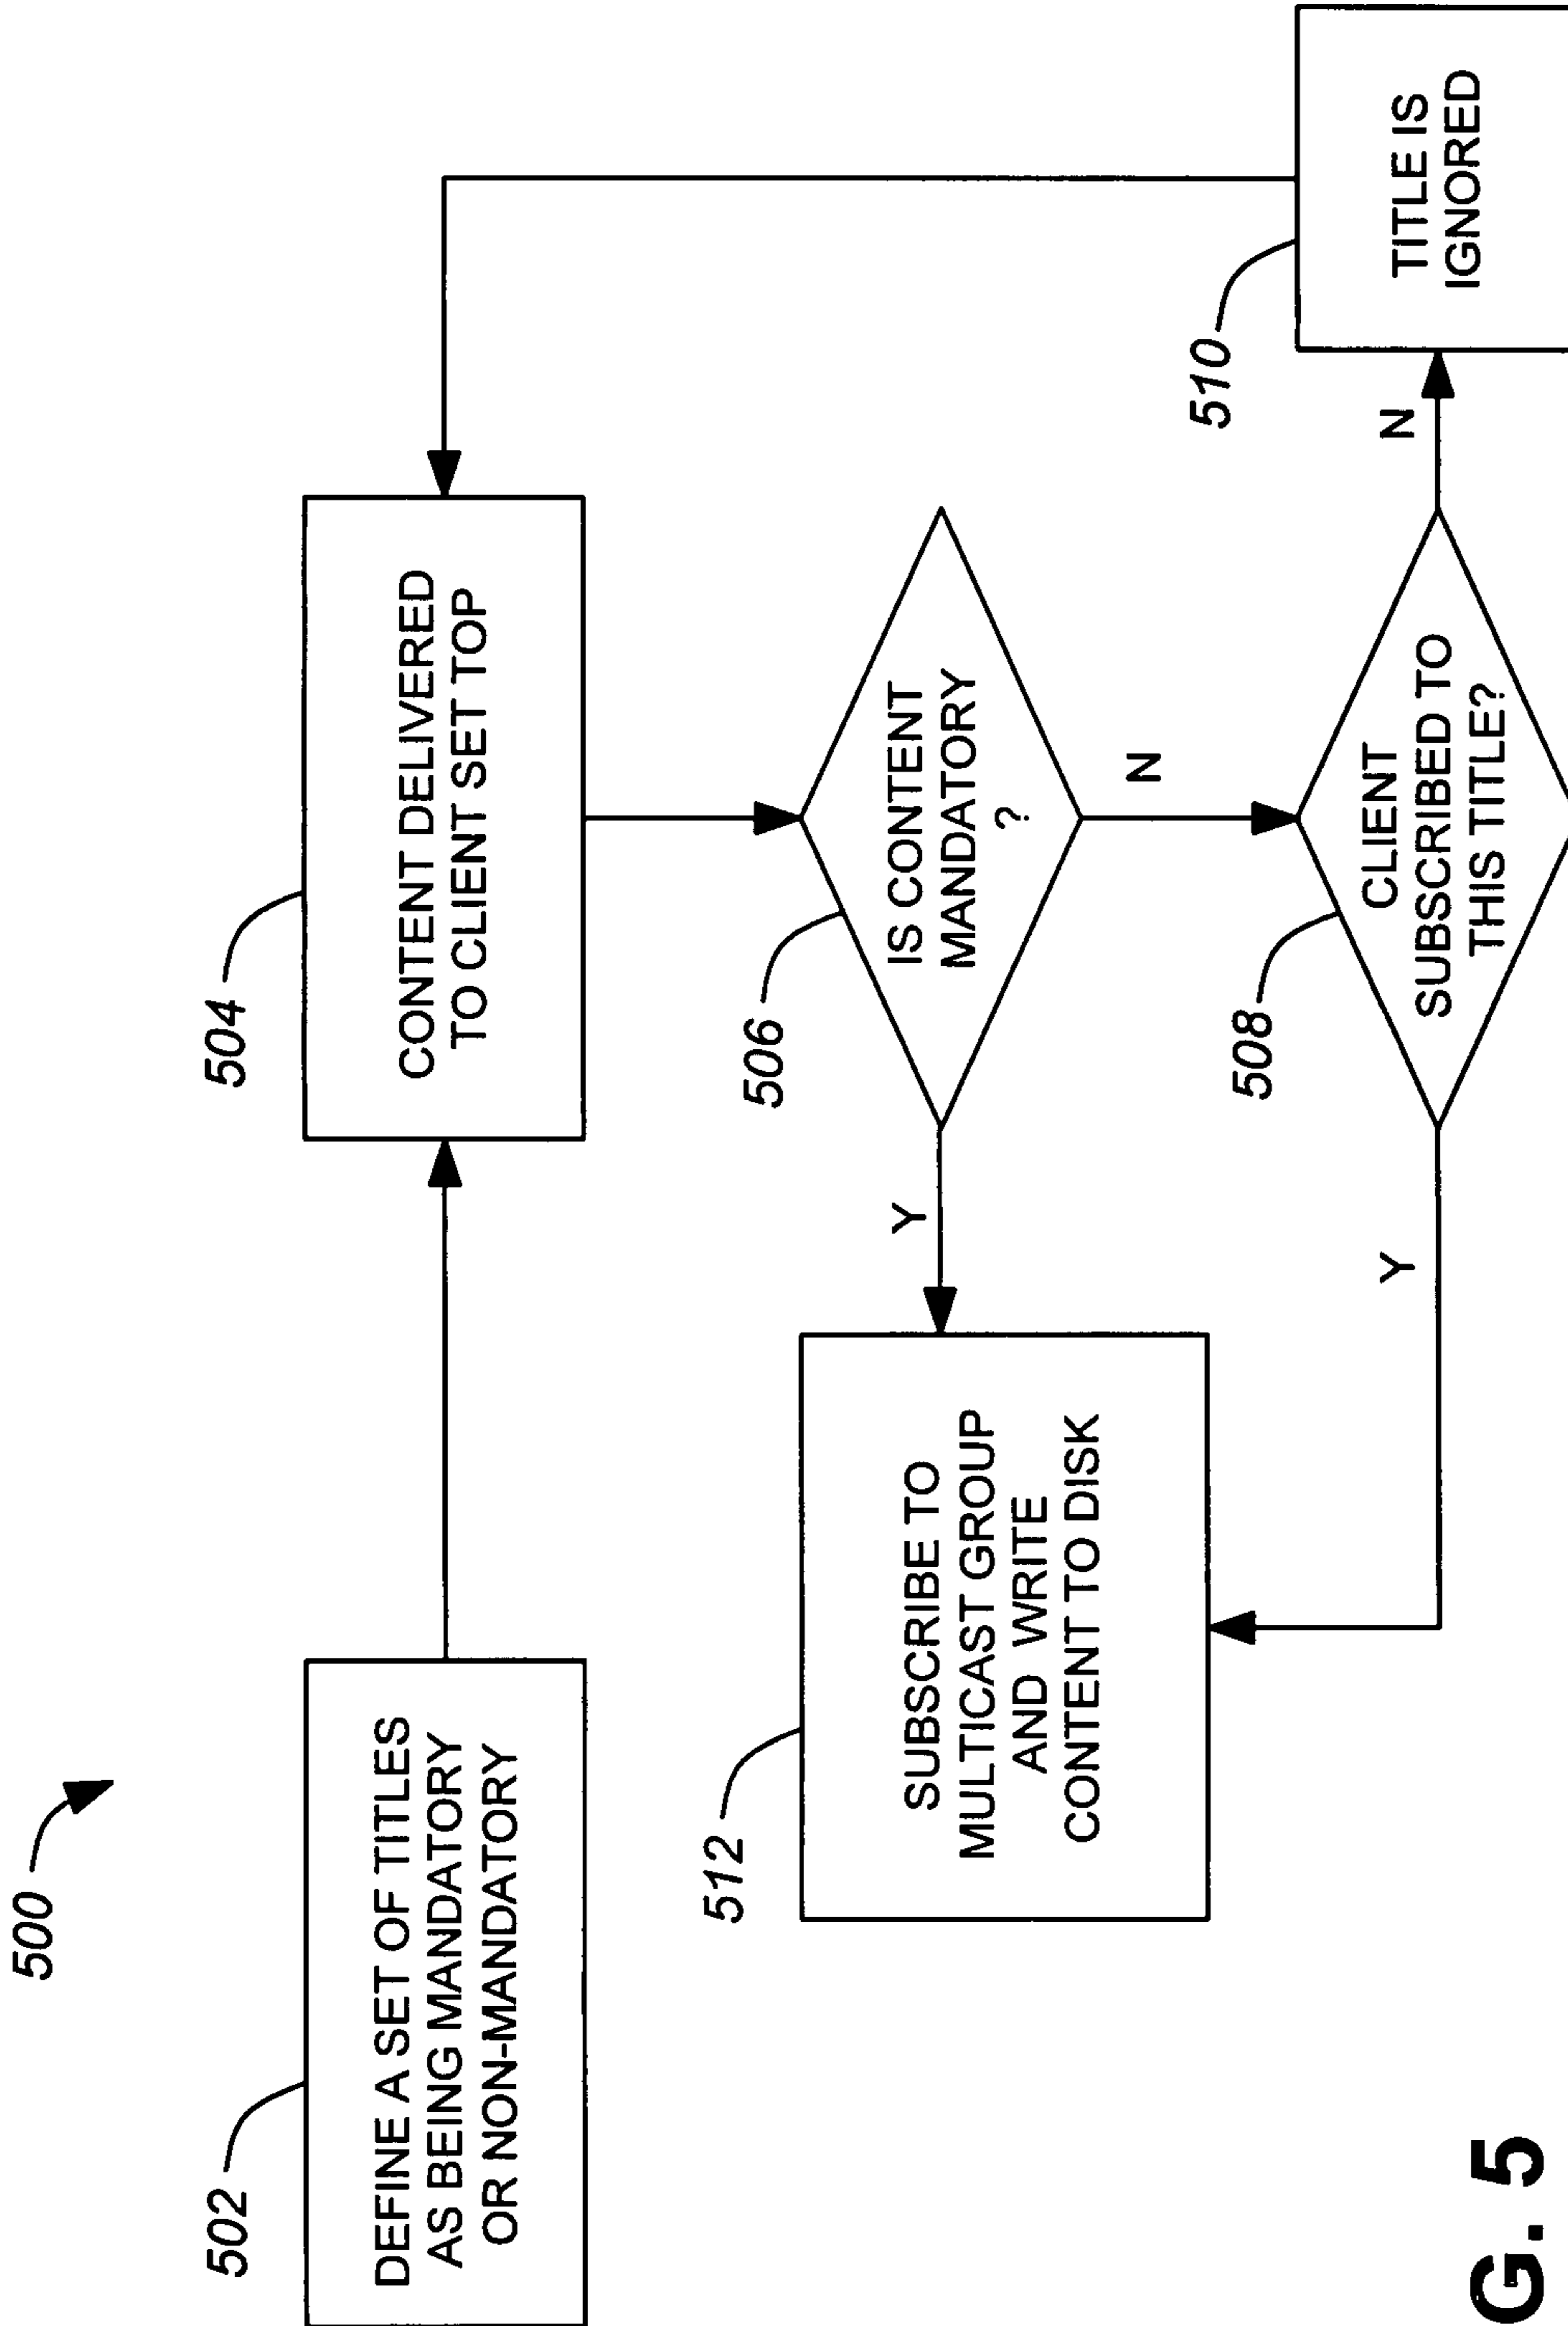 500
502
DEFINE A SET OF TITLES
AS BEING MANDATORY
OR NON-MANDATORY
504
CONTENT DELIVERED
TO CLIENT SET TOP
506
IS CONTENT
MANDATORY
?
Y
N
512
SUBSCRIBE TO
MULTICAST GROUP
AND WRITE
CONTENT TO DISK
508
CLIENT
SUBSCRIBED TO
THIS TITLE?
Y
N
510
TITLE IS
IGNORED
G. 5